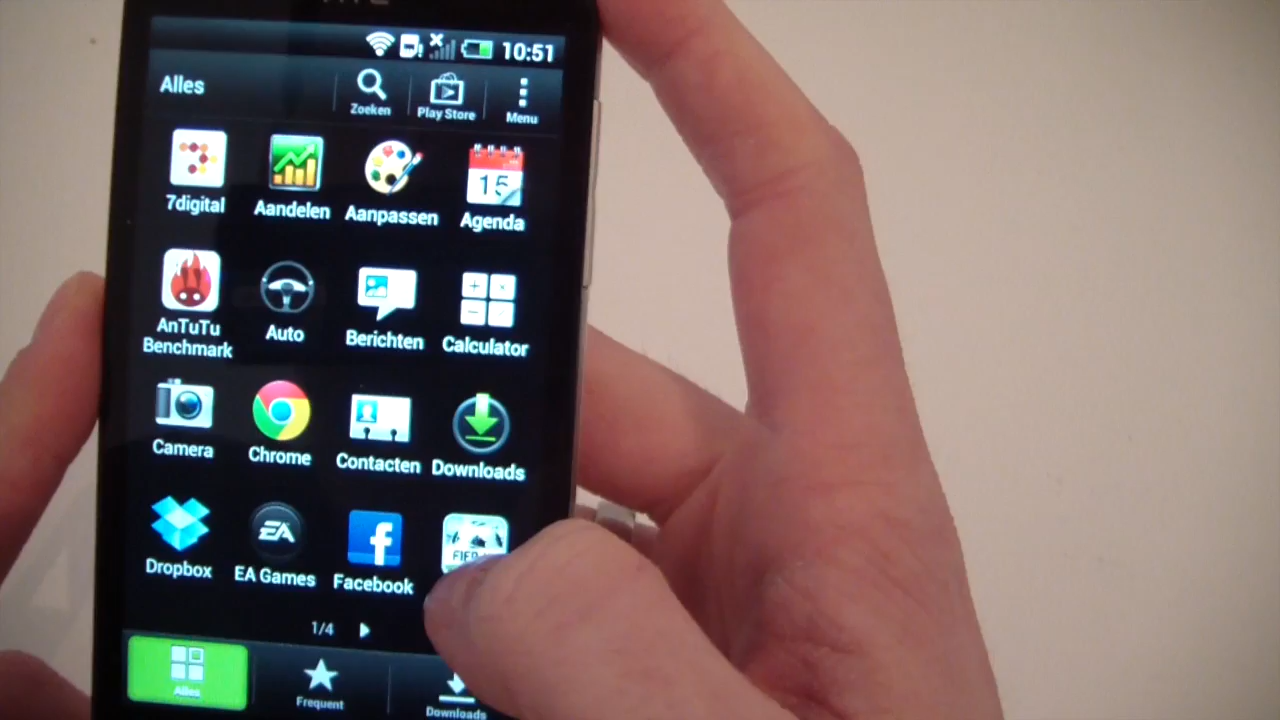 10:51
Alles
Zoeken
Play Store
Menu
15
7digital
Aandelen
Aanpassen
Agenda
AnTuTu
Benchmark
Auto
Berichten
Calculator
Camera
Chrome
Contacten
Downloads
EA
FIFA
Dropbox
EA Games
Facebook
1/4
Alles
Frequent
Downloads